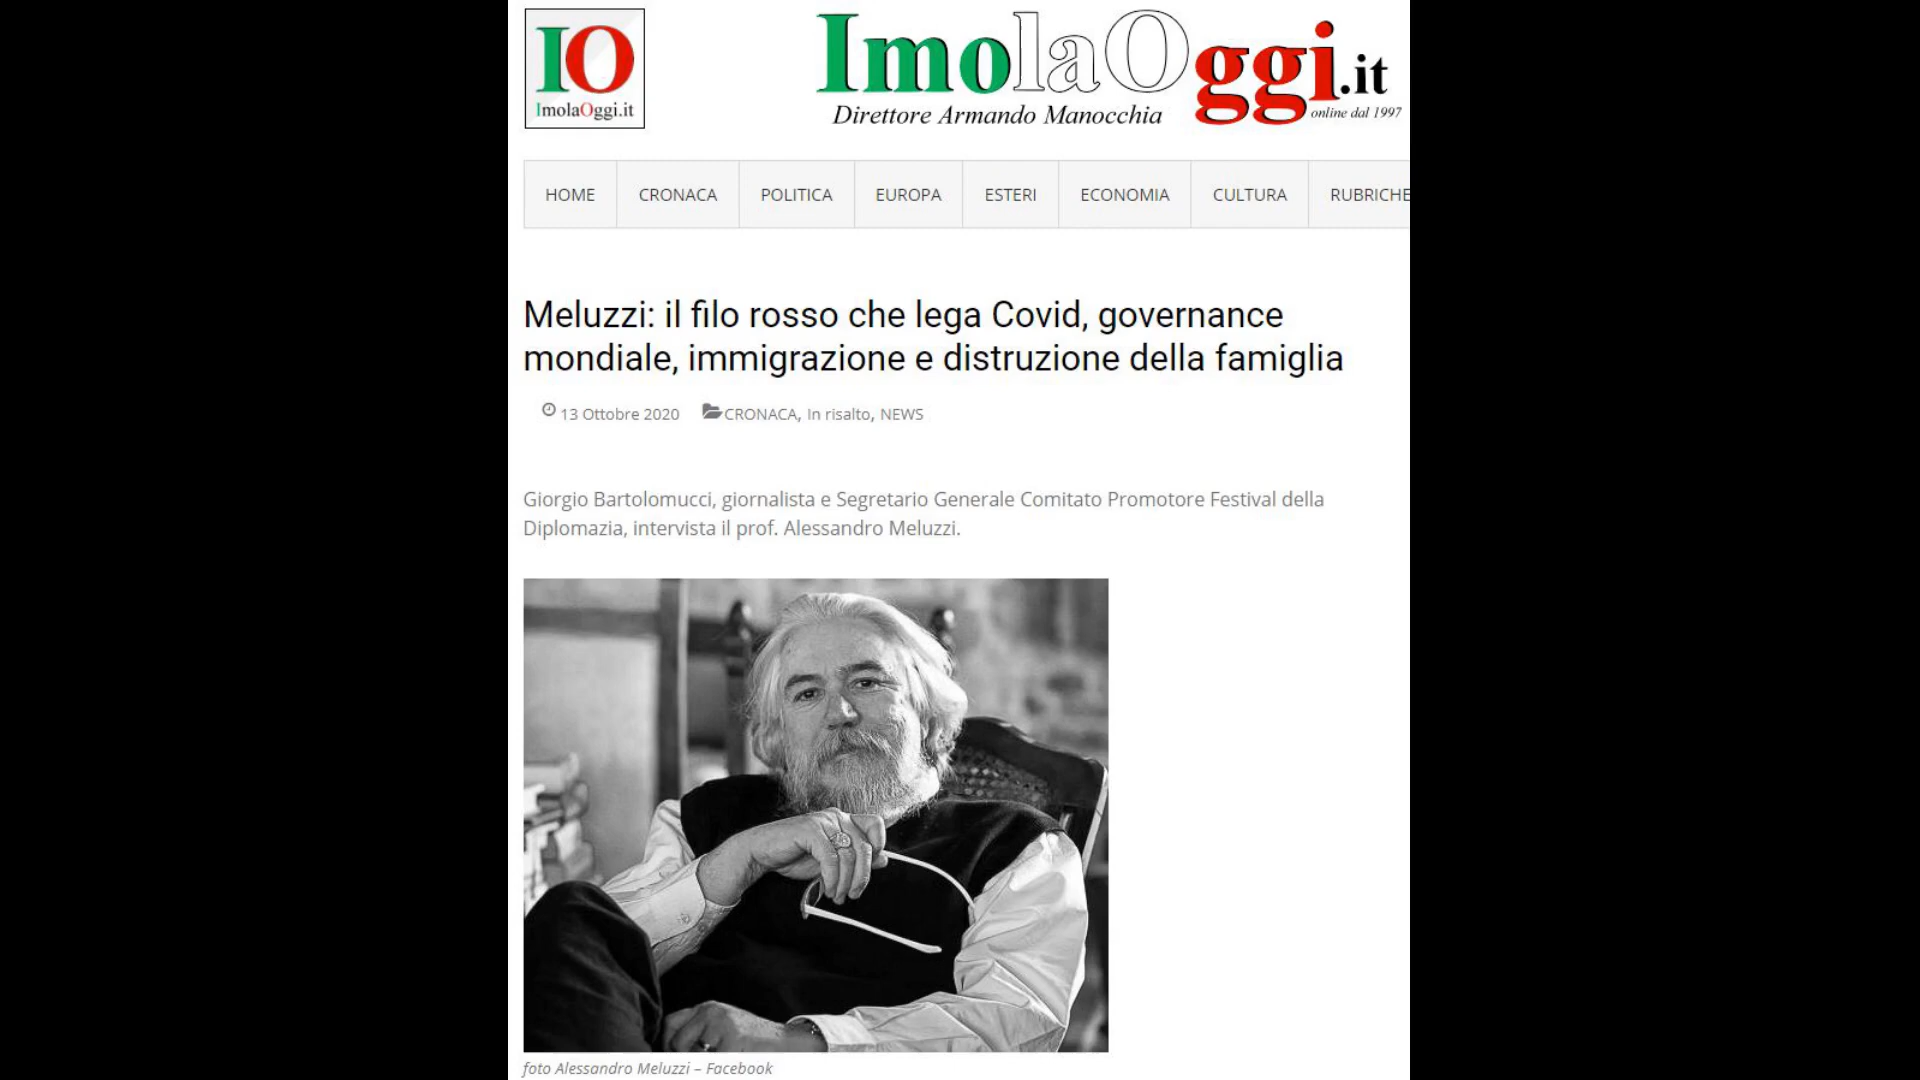 IO
ImolaOggi.it
ImolaOggi.it
Direttore Armando Manocchia
online dal 1997
HOME CRONACA POLITICA EUROPA ESTERI ECONOMIA CULTURA RUBRICHE
Meluzzi: il filo rosso che lega Covid, governance
mondiale, immigrazione e distruzione della famiglia
13 Ottobre 2020 CRONACA, In risalto, NEWS
Giorgio Bartolomucci, giornalista e Segretario Generale Comitato Promotore Festival della
Diplomazia, intervista il prof. Alessandro Meluzzi.
foto Alessandro Meluzzi – Facebook